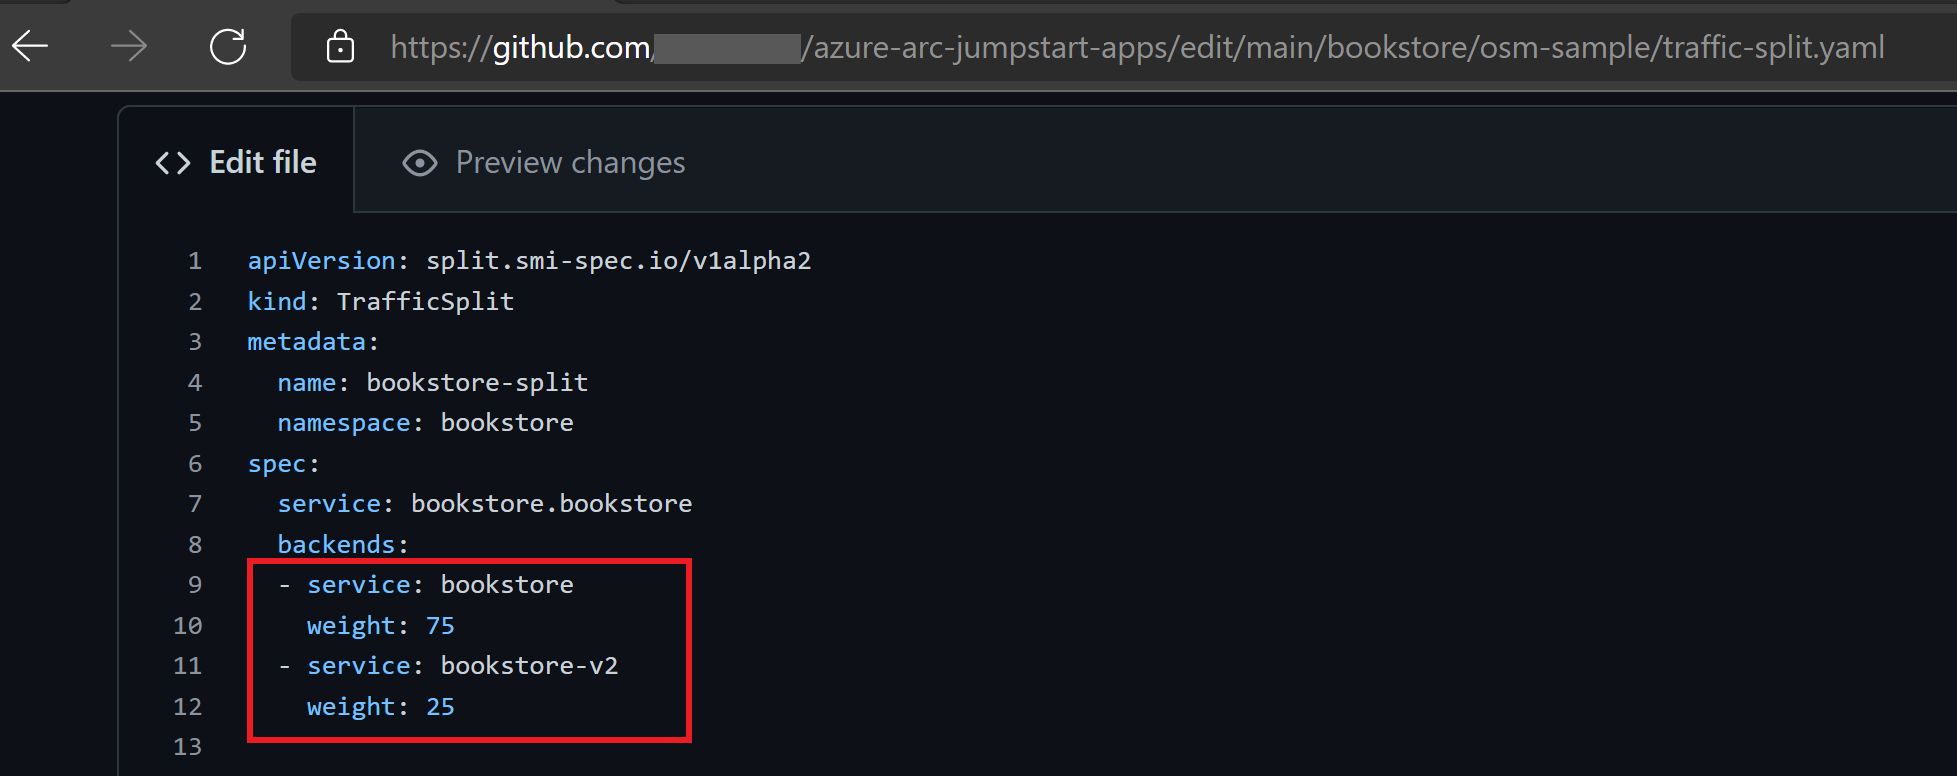 https://github.com/ /azure-arc-jumpstart-apps/edit/main/bookstore/osm-sample/traffic-split.yaml
<> Edit file Preview changes
1 apiVersion: split.smi-spec.io/v1alpha2
2 kind: TrafficSplit
3 metadata:
4   name: bookstore-split
5   namespace: bookstore
6 spec:
7   service: bookstore.bookstore
8   backends:
9   - service: bookstore
10     weight: 75
11   - service: bookstore-v2
12     weight: 25
13